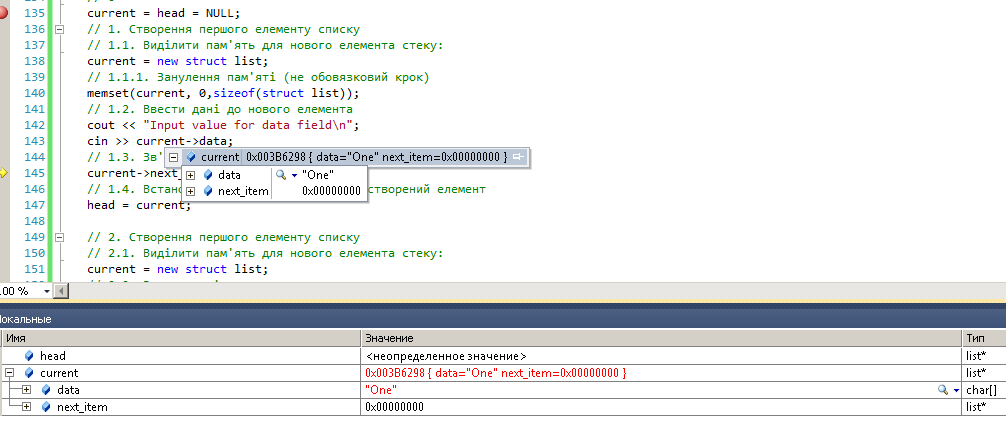 135 current = head = NULL;
136 // 1. Створення першого елементу списку
137 // 1.1. Виділити пам'ять для нового елемента стеку:
138 current = new struct list;
139 // 1.1.1. Занулення пам'яті (не обовязковий крок)
140 memset(current, 0,sizeof(struct list));
141 // 1.2. Ввести дані до нового елемента
142 cout << "Input value for data field\n";
143 cin >> current->data;
144 // 1.3. Зв' current 0x003B6298 { data="One" next_item=0x00000000 }
145 current->next_ data "One"
146 // 1.4. Встано next_item 0x00000000 створений елемент
147 head = current;
148
149 // 2. Створення першого елементу списку
150 // 2.1. Виділити пам'ять для нового елемента стеку:
151 current = new struct list;
.00 %
Локальные
Имя Значение Тип
head <неопределенное значение> list*
current 0x003B6298 { data="One" next_item=0x00000000 } list*
data "One" char[]
next_item 0x00000000 list*